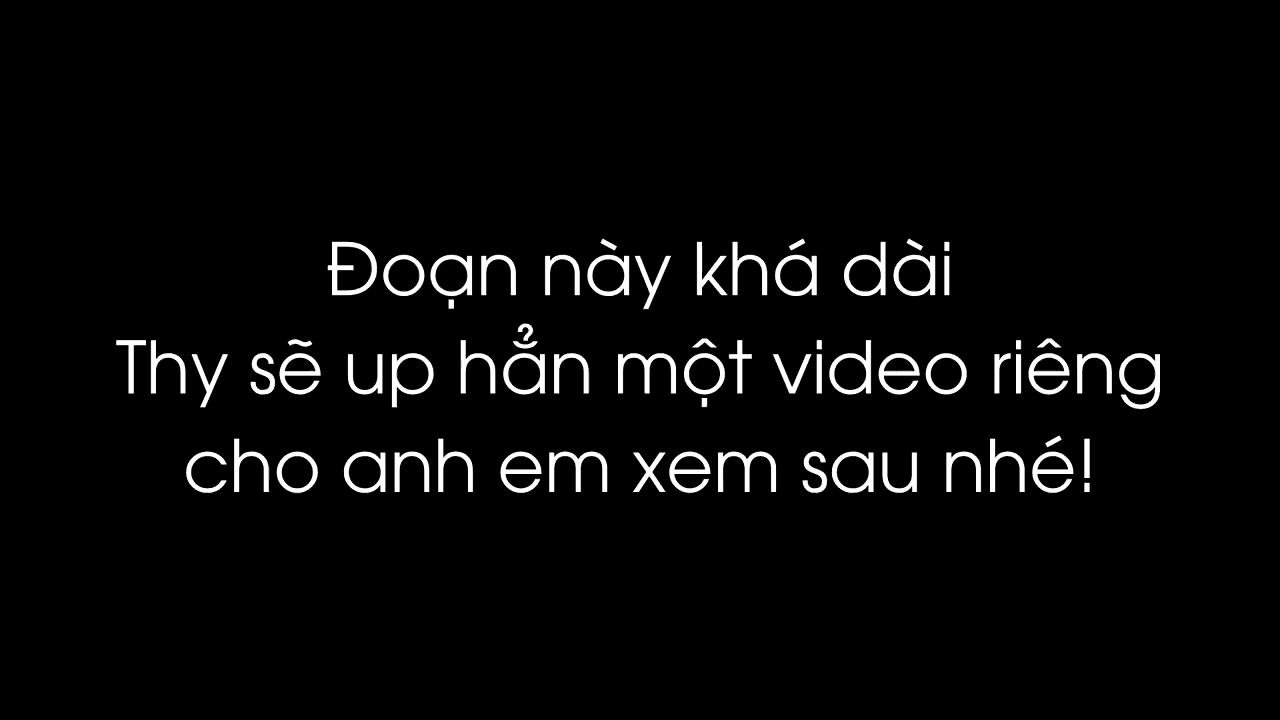 Đoạn này khá dài
Thy sẽ up hẳn một video riêng
cho anh em xem sau nhé!